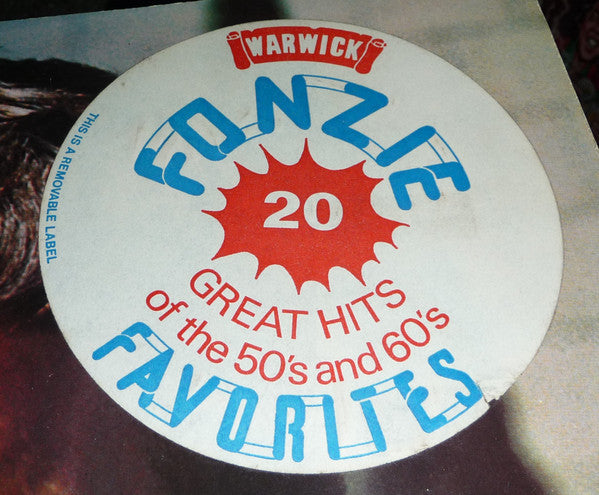 WARWICK
FONZIE
20
GREAT HITS
of the 50's and 60's
FAVORITES
THIS IS A REMOVABLE LABEL